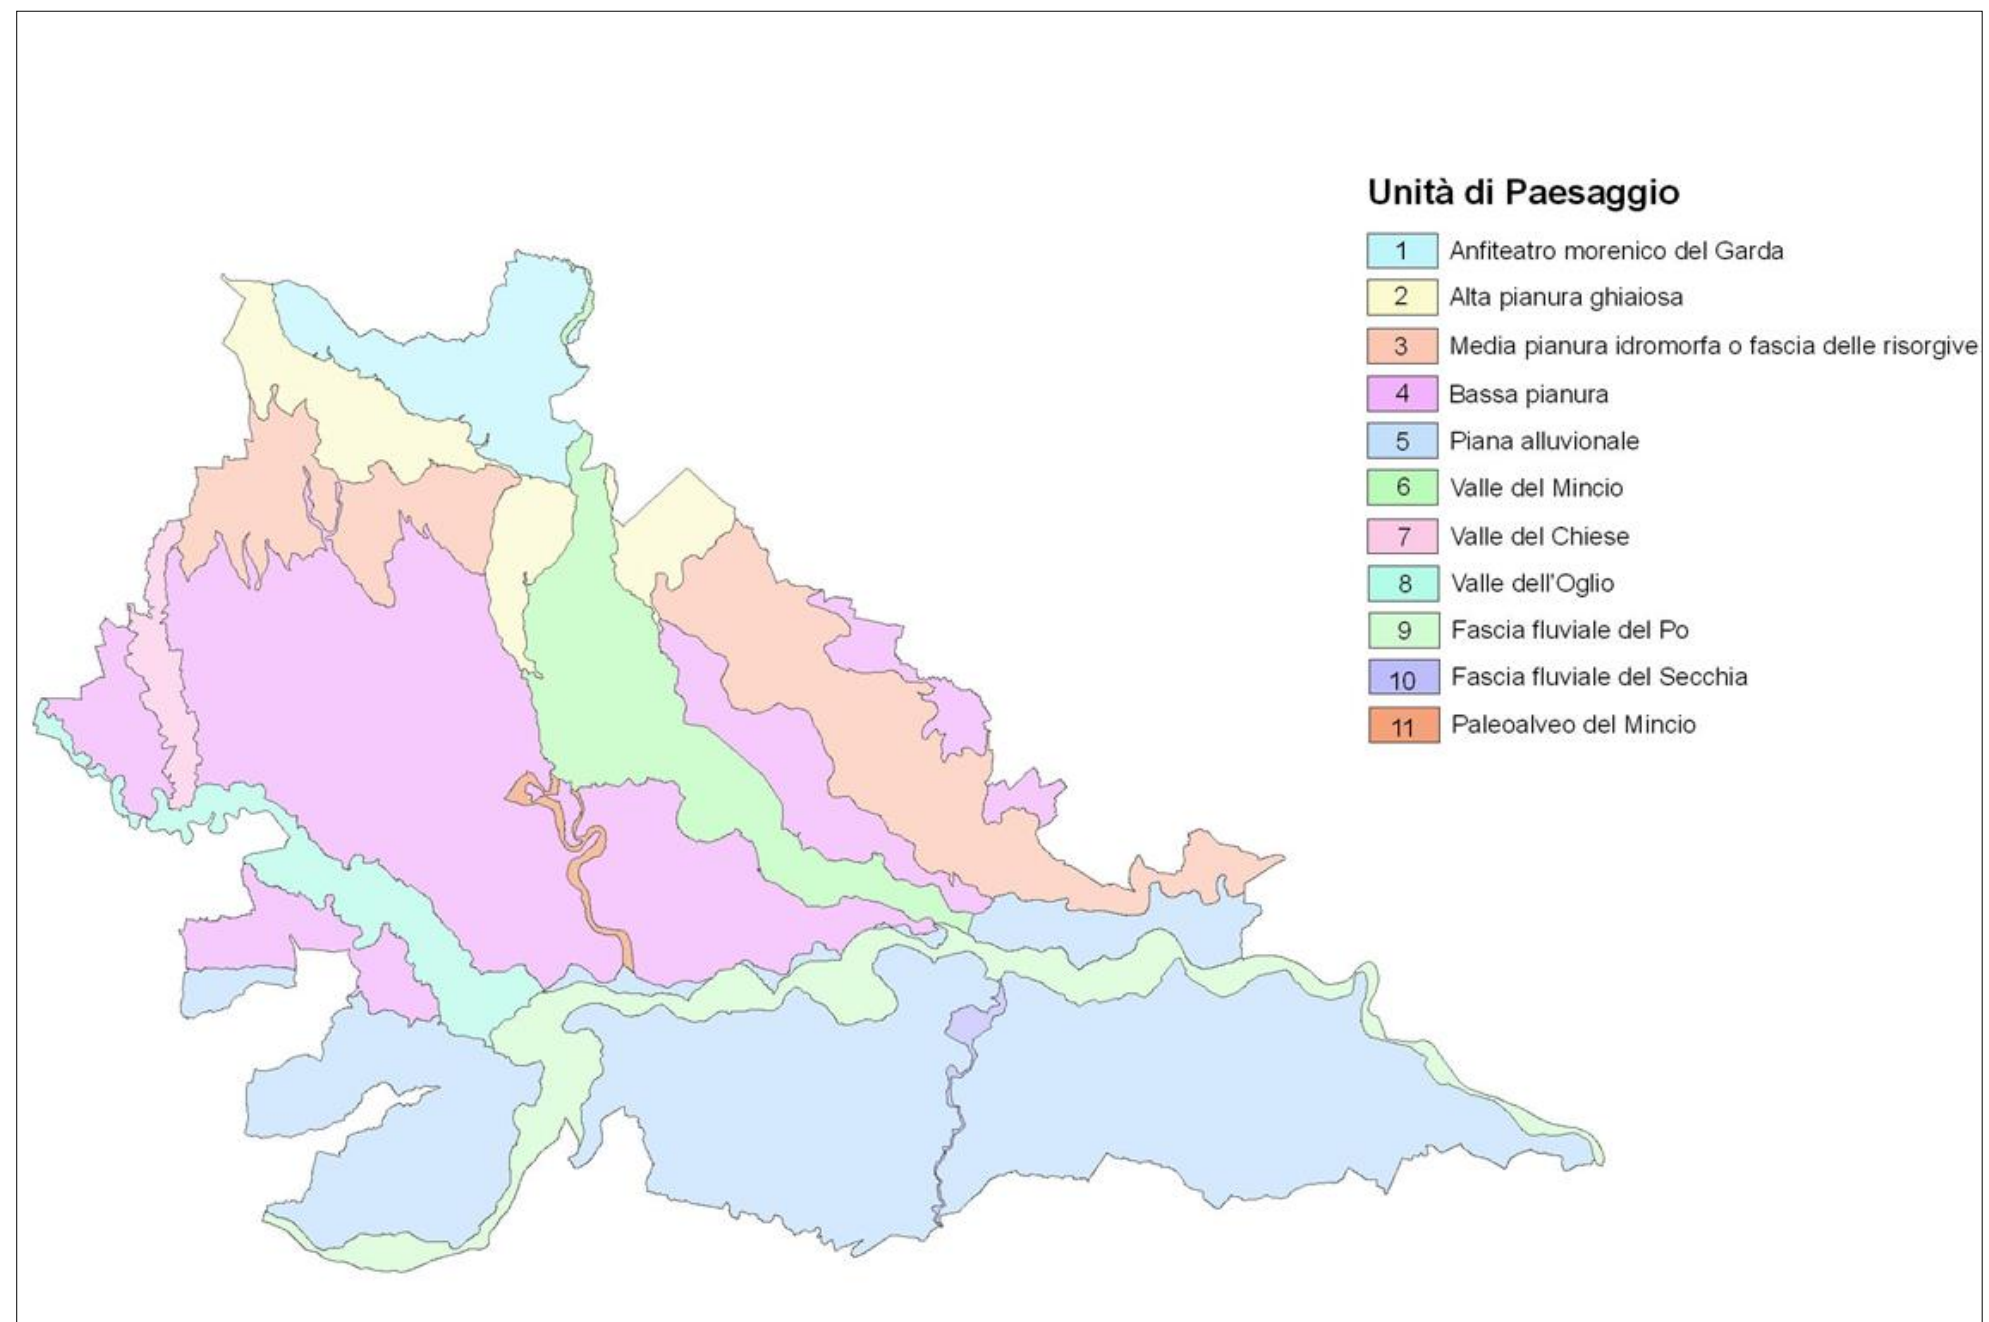 Unità di Paesaggio
1 Anfiteatro morenico del Garda
2 Alta pianura ghiaiosa
3 Media pianura idromorfa o fascia delle risorgive
4 Bassa pianura
5 Piana alluvionale
6 Valle del Mincio
7 Valle del Chiese
8 Valle dell'Oglio
9 Fascia fluviale del Po
10 Fascia fluviale del Secchia
11 Paleoalveo del Mincio